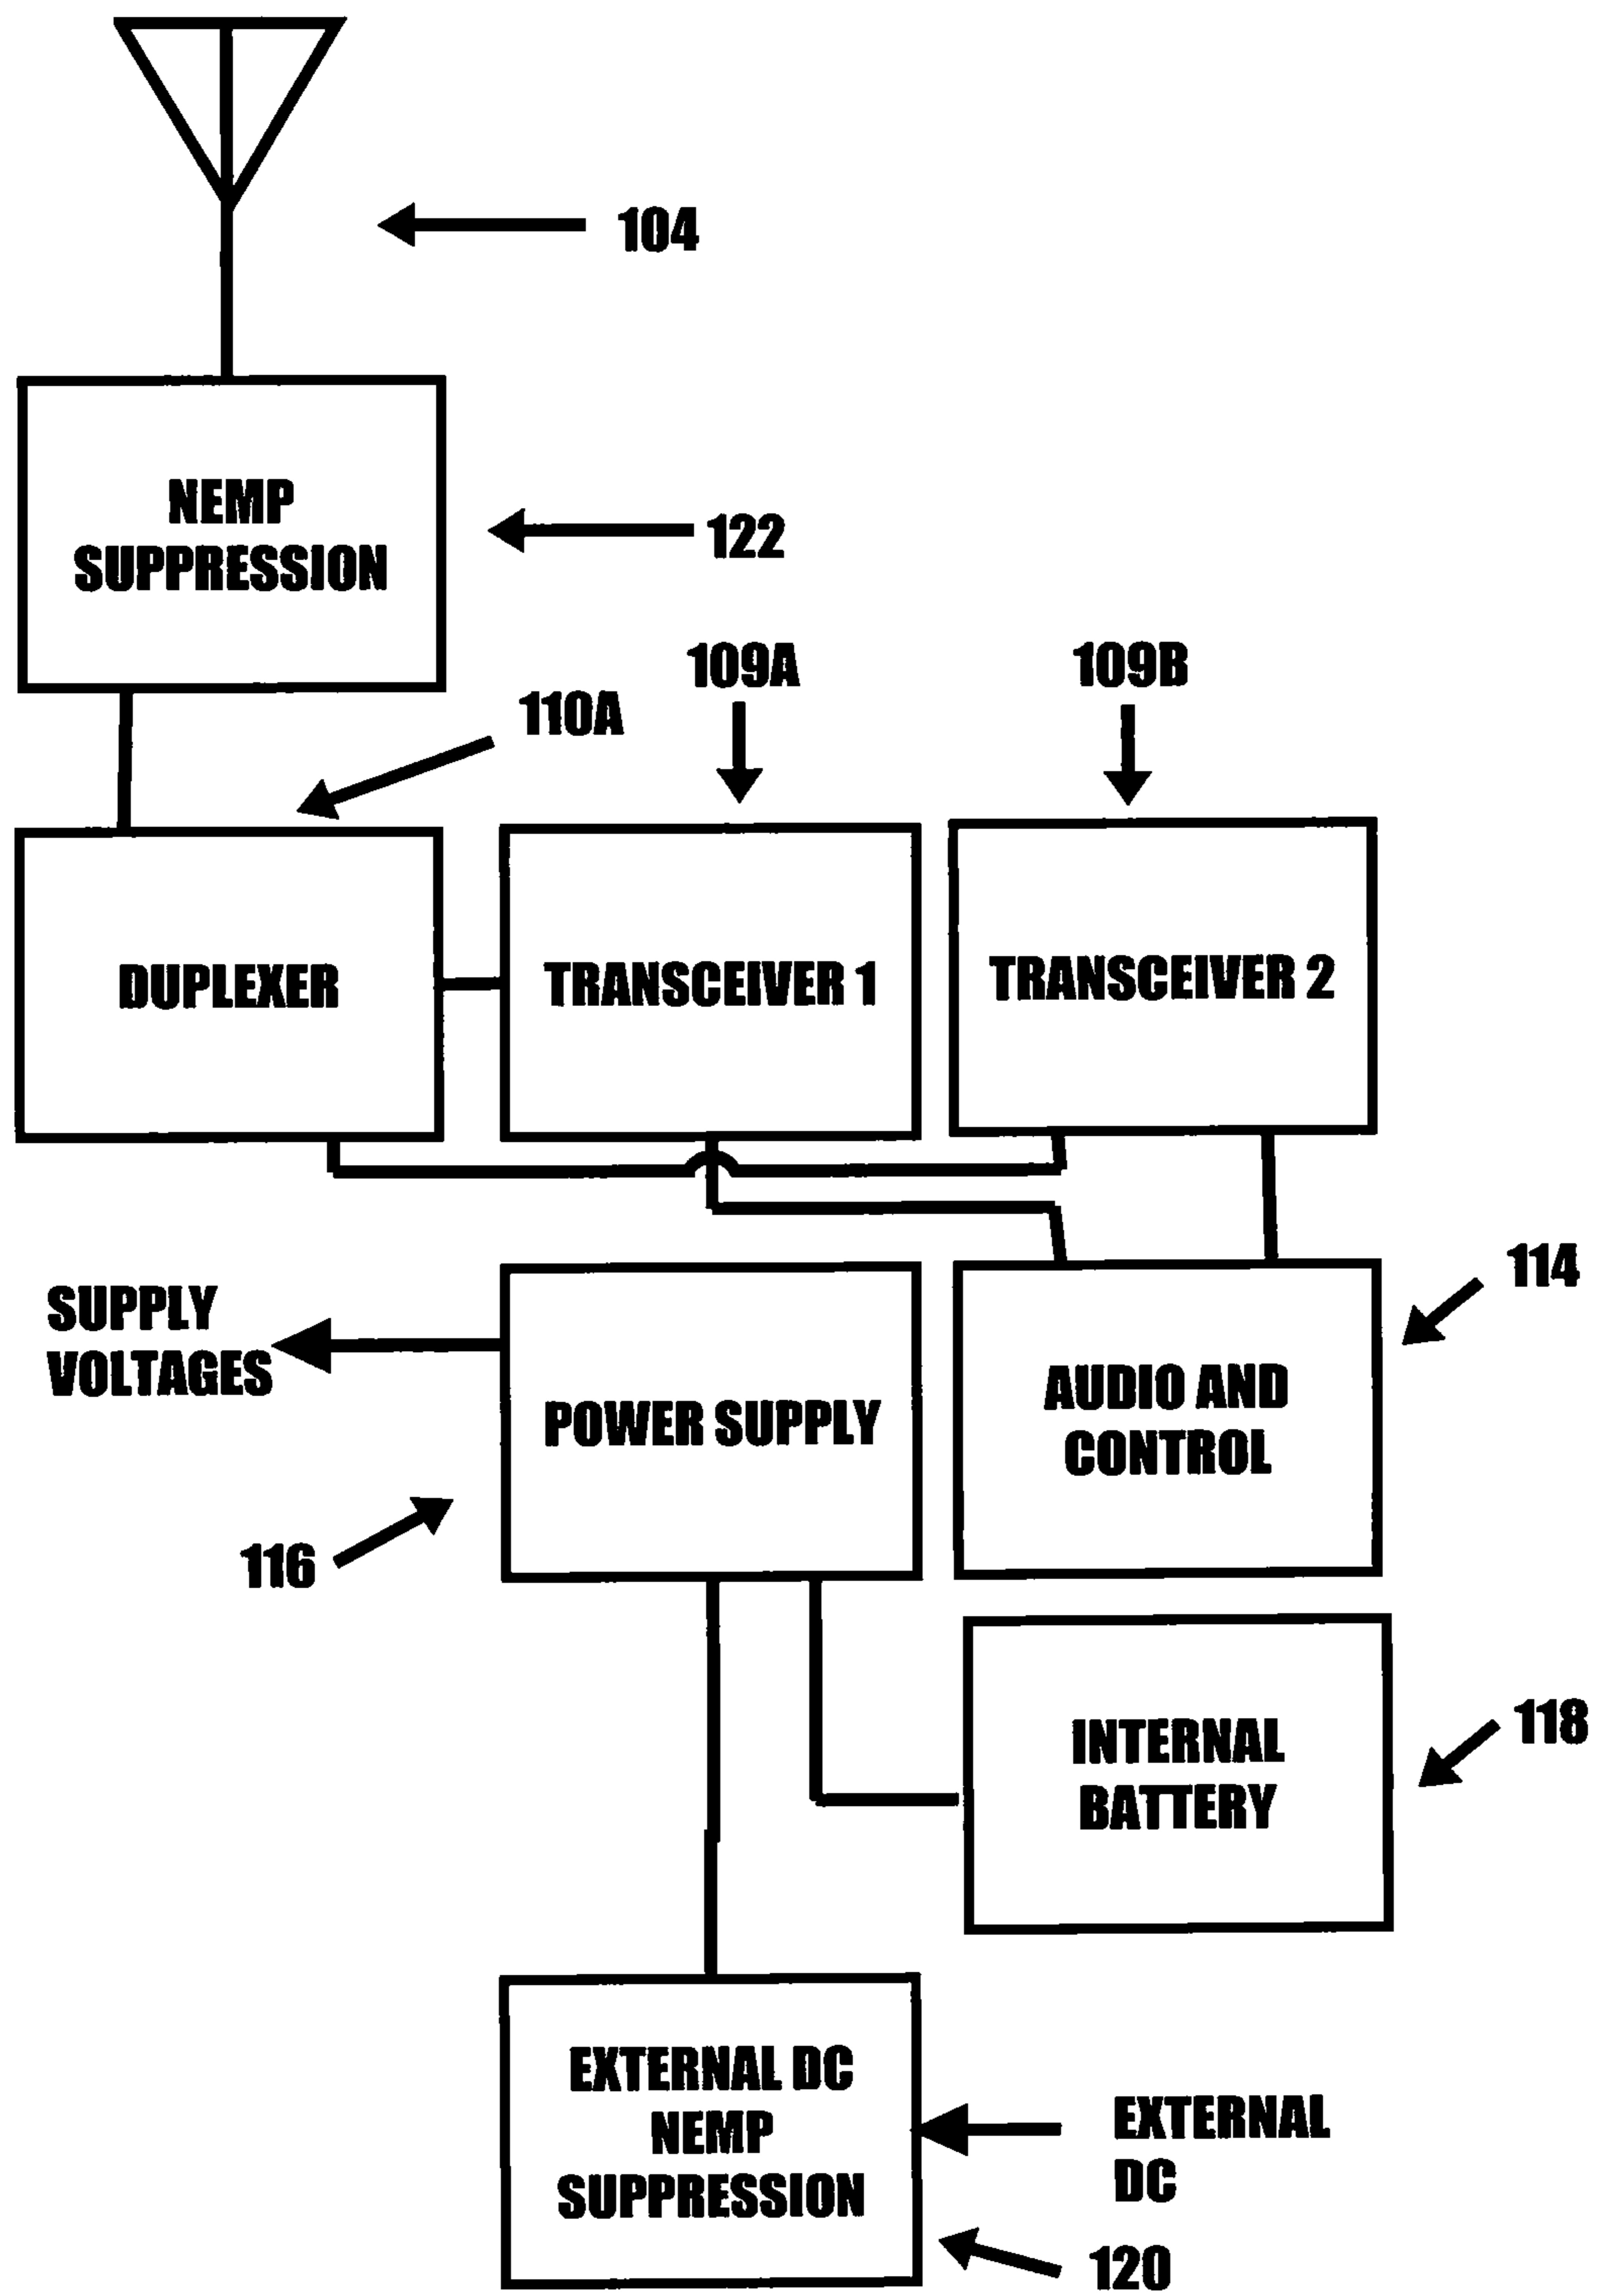 104
NEMP
SUPPRESSION
122
109A
109B
110A
DUPLEXER
TRANSCEIVER 1
TRANSCEIVER 2
114
SUPPLY
VOLTAGES
POWER SUPPLY
AUDIO AND
CONTROL
116
INTERNAL
BATTERY
118
EXTERNAL DC
NEMP
SUPPRESSION
EXTERNAL
DC
120